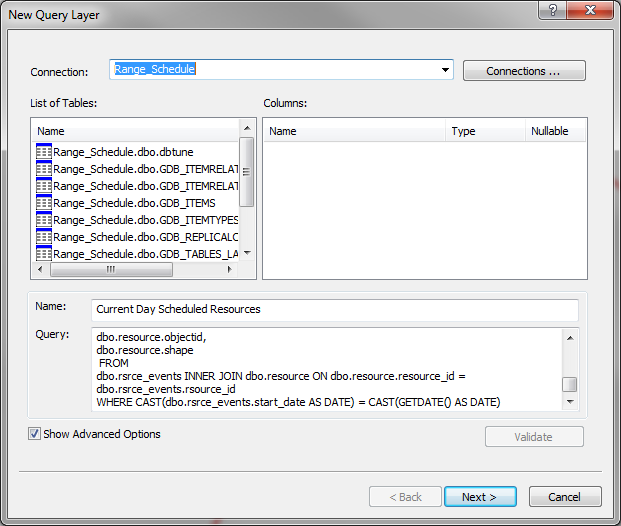 New Query Layer
Connection:
Range_Schedule
Connections ...
List of Tables:
Columns:
Name
Name
Type
Nullable
Range_Schedule.dbo.dbtune
Range_Schedule.dbo.GDB_ITEMRELAT
Range_Schedule.dbo.GDB_ITEMRELAT
Range_Schedule.dbo.GDB_ITEMS
Range_Schedule.dbo.GDB_ITEMTYPES
Range_Schedule.dbo.GDB_REPLICALO
Range_Schedule.dbo.GDB_TABLES_LA
Name:
Current Day Scheduled Resources
Query:
dbo.resource.objectid,
dbo.resource.shape
FROM
dbo.rsrce_events INNER JOIN dbo.resource ON dbo.resource.resource_id =
dbo.rsrce_events.rsource_id
WHERE CAST(dbo.rsrce_events.start_date AS DATE) = CAST(GETDATE() AS DATE)
Show Advanced Options
Validate
< Back
Next >
Cancel